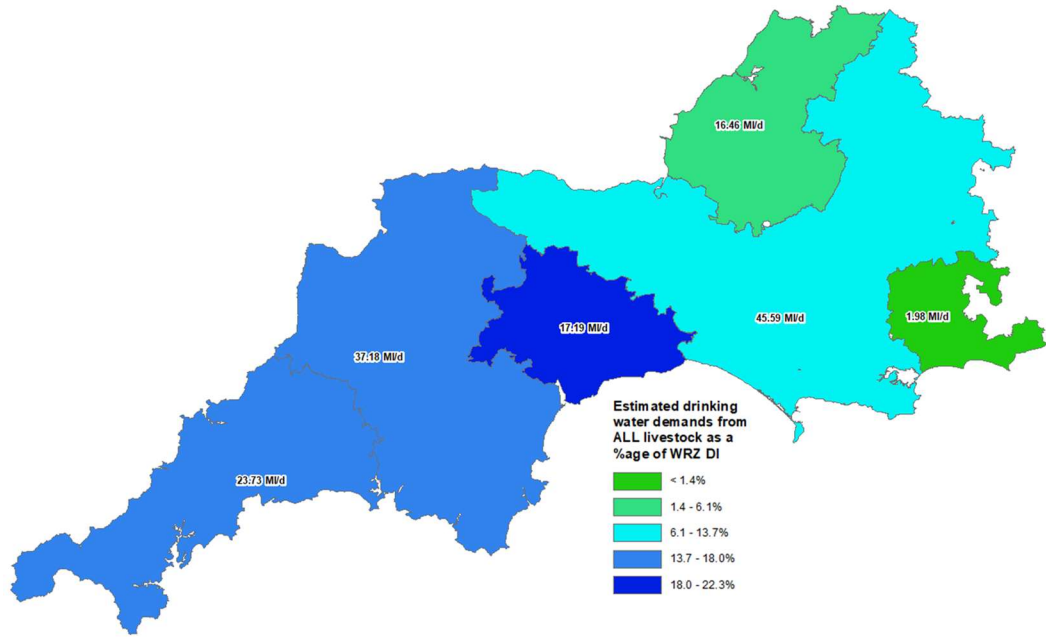 16.46 Ml/d
17.19 Ml/d
45.59 Ml/d
1.98 Ml/d
37.18 Ml/d
23.73 Ml/d
Estimated drinking
water demands from
ALL livestock as a
%age of WRZ DI
< 1.4%
1.4 - 6.1%
6.1 - 13.7%
13.7 - 18.0%
18.0 - 22.3%